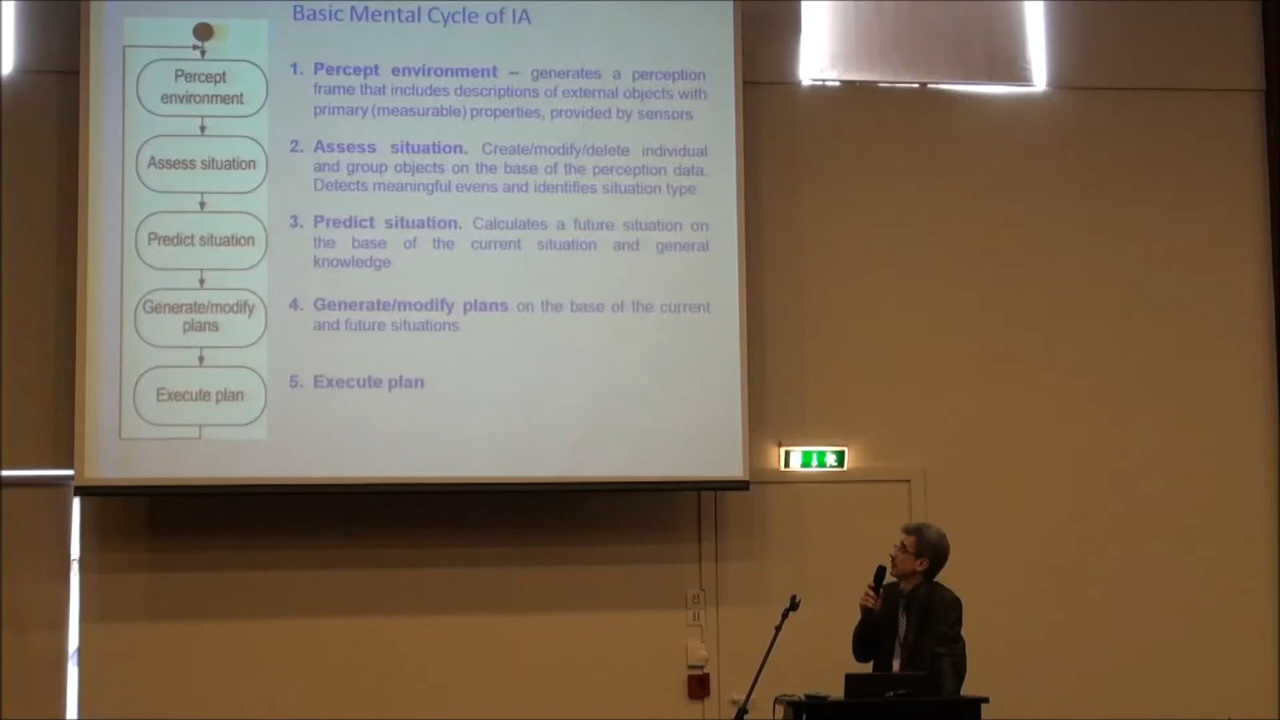 Basic Mental Cycle of IA
Percept
environment
Assess situation
Predict situation
Generate/modify
plans
Execute plan
1. Percept environment – generates a perception
frame that includes descriptions of external objects with
primary (measurable) properties, provided by sensors
2. Assess situation. Create/modify/delete individual
and group objects on the base of the perception data.
Detects meaningful evens and identifies situation type
3. Predict situation. Calculates a future situation on
the base of the current situation and general
knowledge
4. Generate/modify plans on the base of the current
and future situations
5. Execute plan